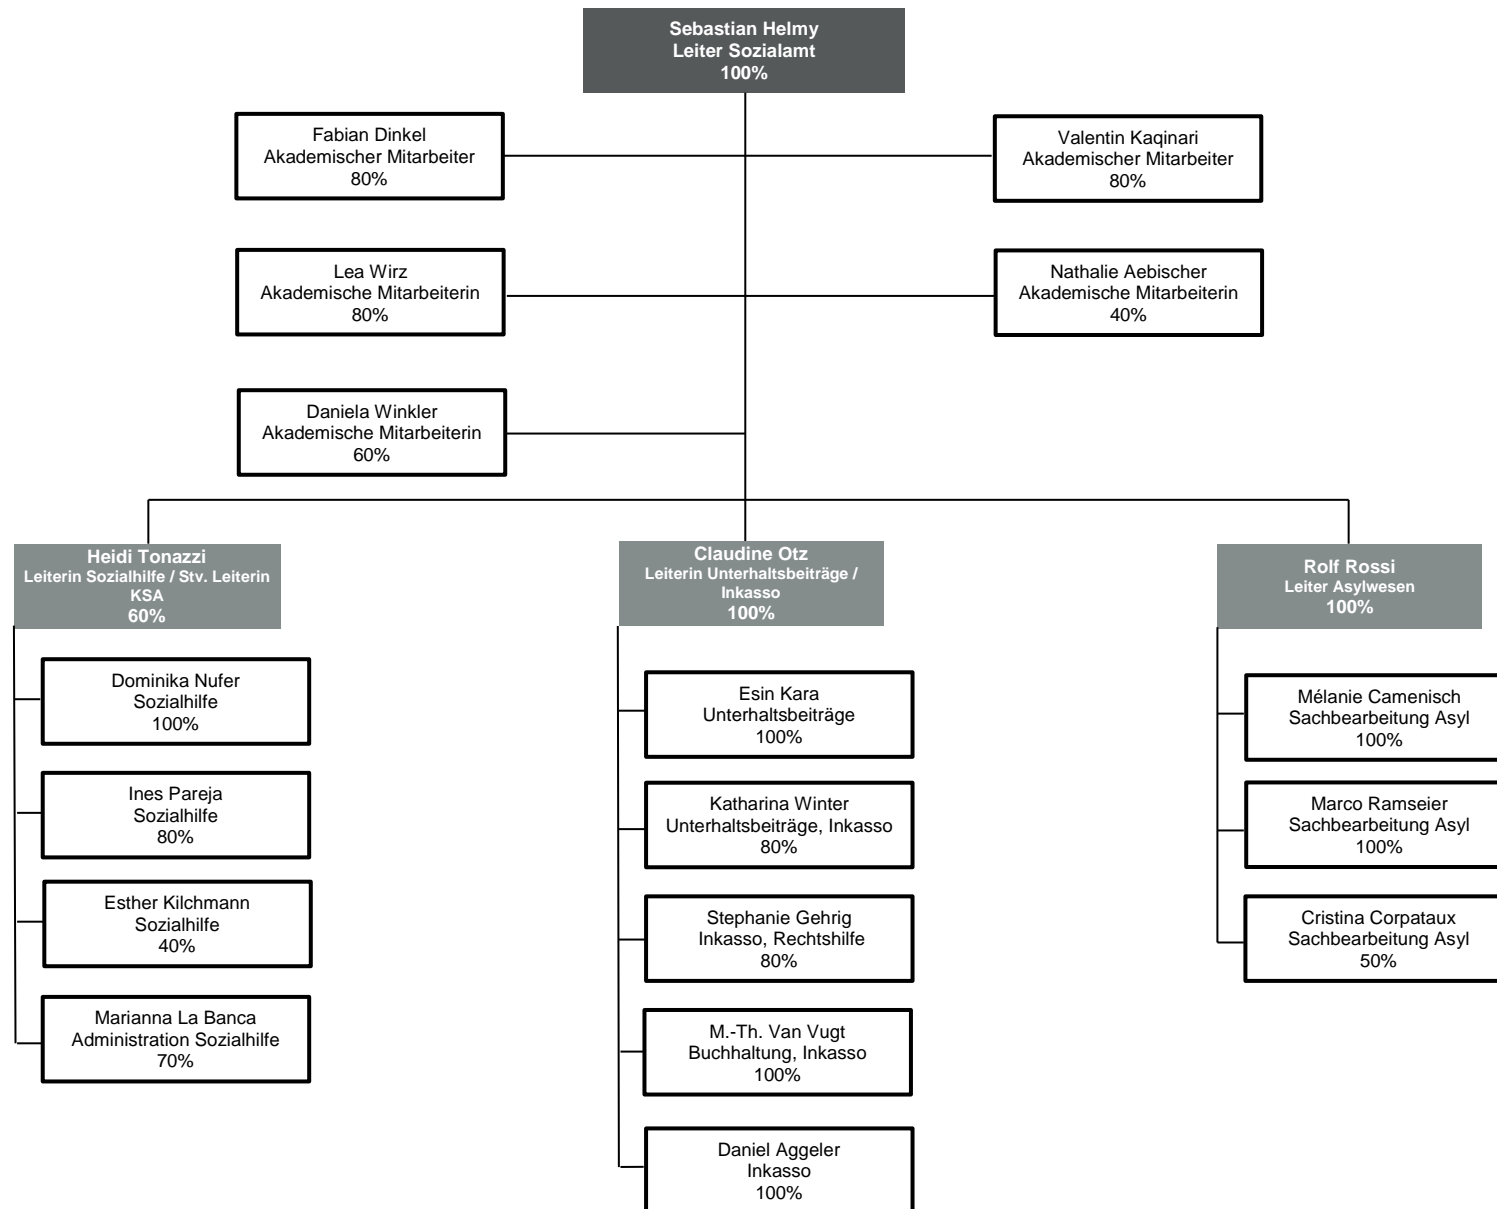 Sebastian Helmy
Leiter Sozialamt
100%
Fabian Dinkel
Akademischer Mitarbeiter
80%
Valentin Kaqinari
Akademischer Mitarbeiter
80%
Lea Wirz
Akademische Mitarbeiterin
80%
Nathalie Aebischer
Akademische Mitarbeiterin
40%
Daniela Winkler
Akademische Mitarbeiterin
60%
Heidi Tonazzi
Leiterin Sozialhilfe / Stv. Leiterin
KSA
60%
Dominika Nufer
Sozialhilfe
100%
Ines Pareja
Sozialhilfe
80%
Esther Kilchmann
Sozialhilfe
40%
Marianna La Banca
Administration Sozialhilfe
70%
Claudine Otz
Leiterin Unterhaltsbeiträge /
Inkasso
100%
Esin Kara
Unterhaltsbeiträge
100%
Katharina Winter
Unterhaltsbeiträge, Inkasso
80%
Stephanie Gehrig
Inkasso, Rechtshilfe
80%
M.-Th. Van Vugt
Buchhaltung, Inkasso
100%
Daniel Aggeler
Inkasso
100%
Rolf Rossi
Leiter Asylwesen
100%
Mélanie Camenisch
Sachbearbeitung Asyl
100%
Marco Ramseier
Sachbearbeitung Asyl
100%
Cristina Corpataux
Sachbearbeitung Asyl
50%